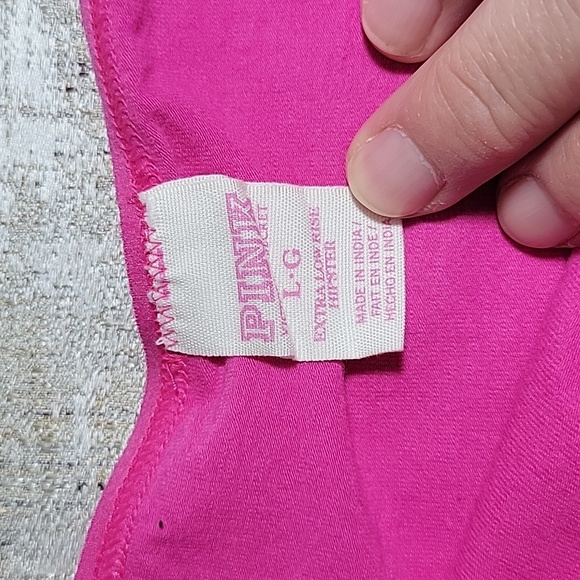 PINK
L·G
EXTRA LOW RISE
HIPSTER
MADE IN INDIA/
FAIT EN INDE/
HECHO EN INDIA